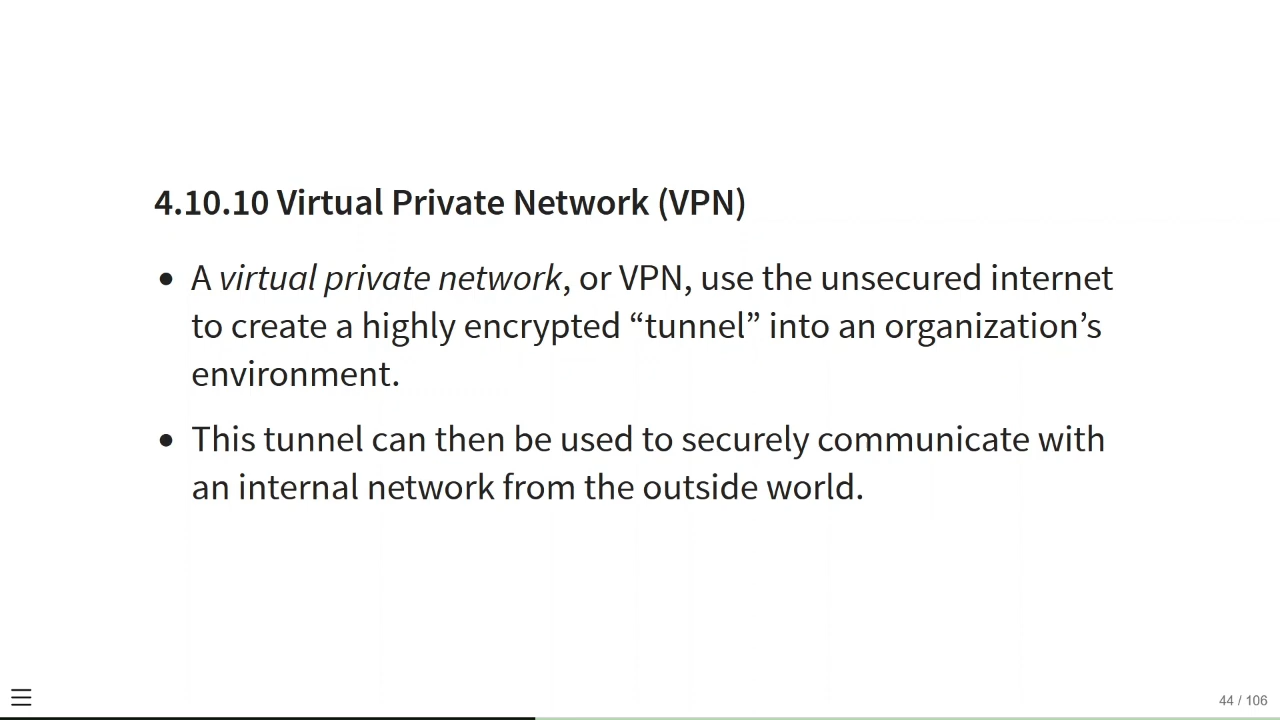 4.10.10 Virtual Private Network (VPN)
• A virtual private network, or VPN, use the unsecured internet
to create a highly encrypted “tunnel” into an organization’s
environment.
• This tunnel can then be used to securely communicate with
an internal network from the outside world.
44 / 106